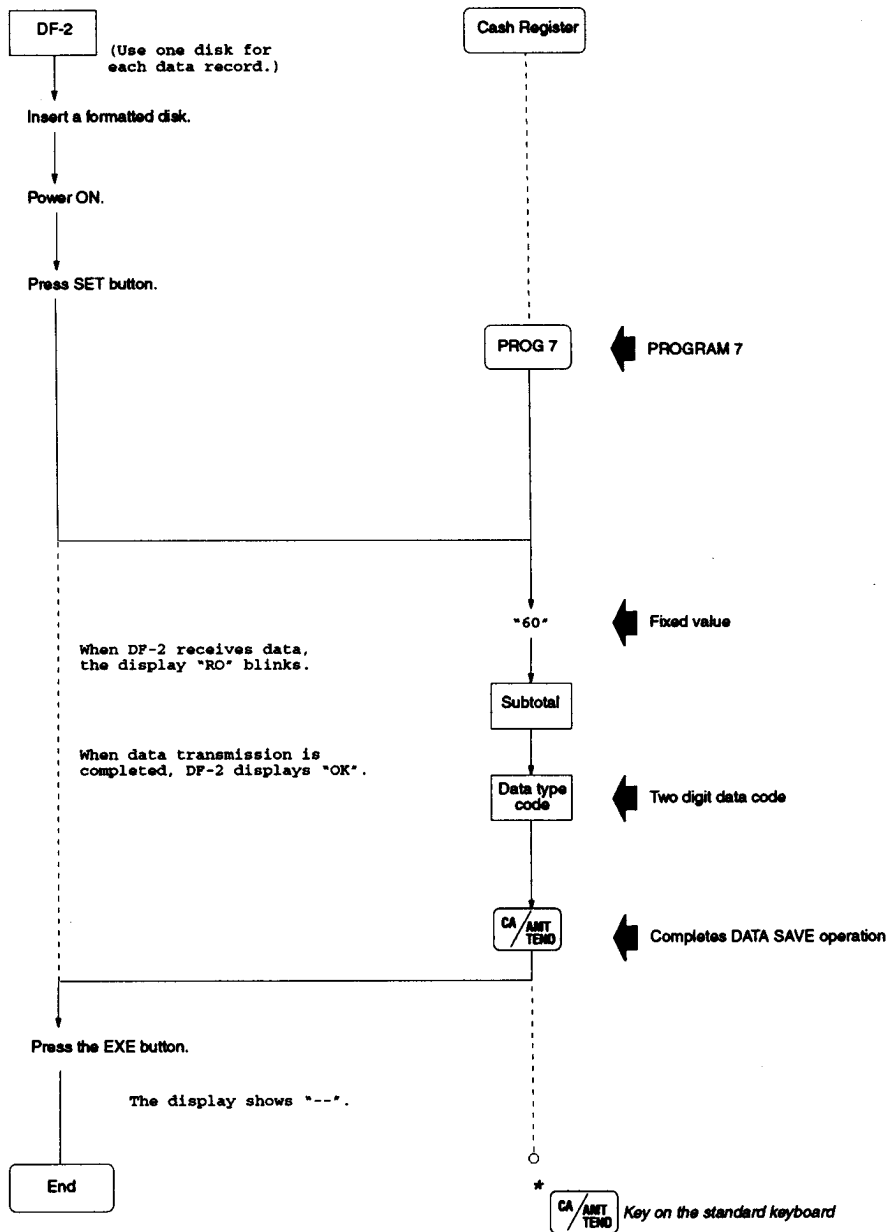 DF-2
Cash Register
(Use one disk for
each data record.)
Insert a formatted disk.
Power ON.
Press SET button.
PROG 7
PROGRAM 7
"60"
Fixed value
When DF-2 receives data,
the display "RO" blinks.
Subtotal
When data transmission is
completed, DF-2 displays "OK".
Data type
code
Two digit data code
CA/AMT
TEND
Completes DATA SAVE operation
Press the EXE button.
The display shows "--".
End
*
CA/AMT
TEND
Key on the standard keyboard